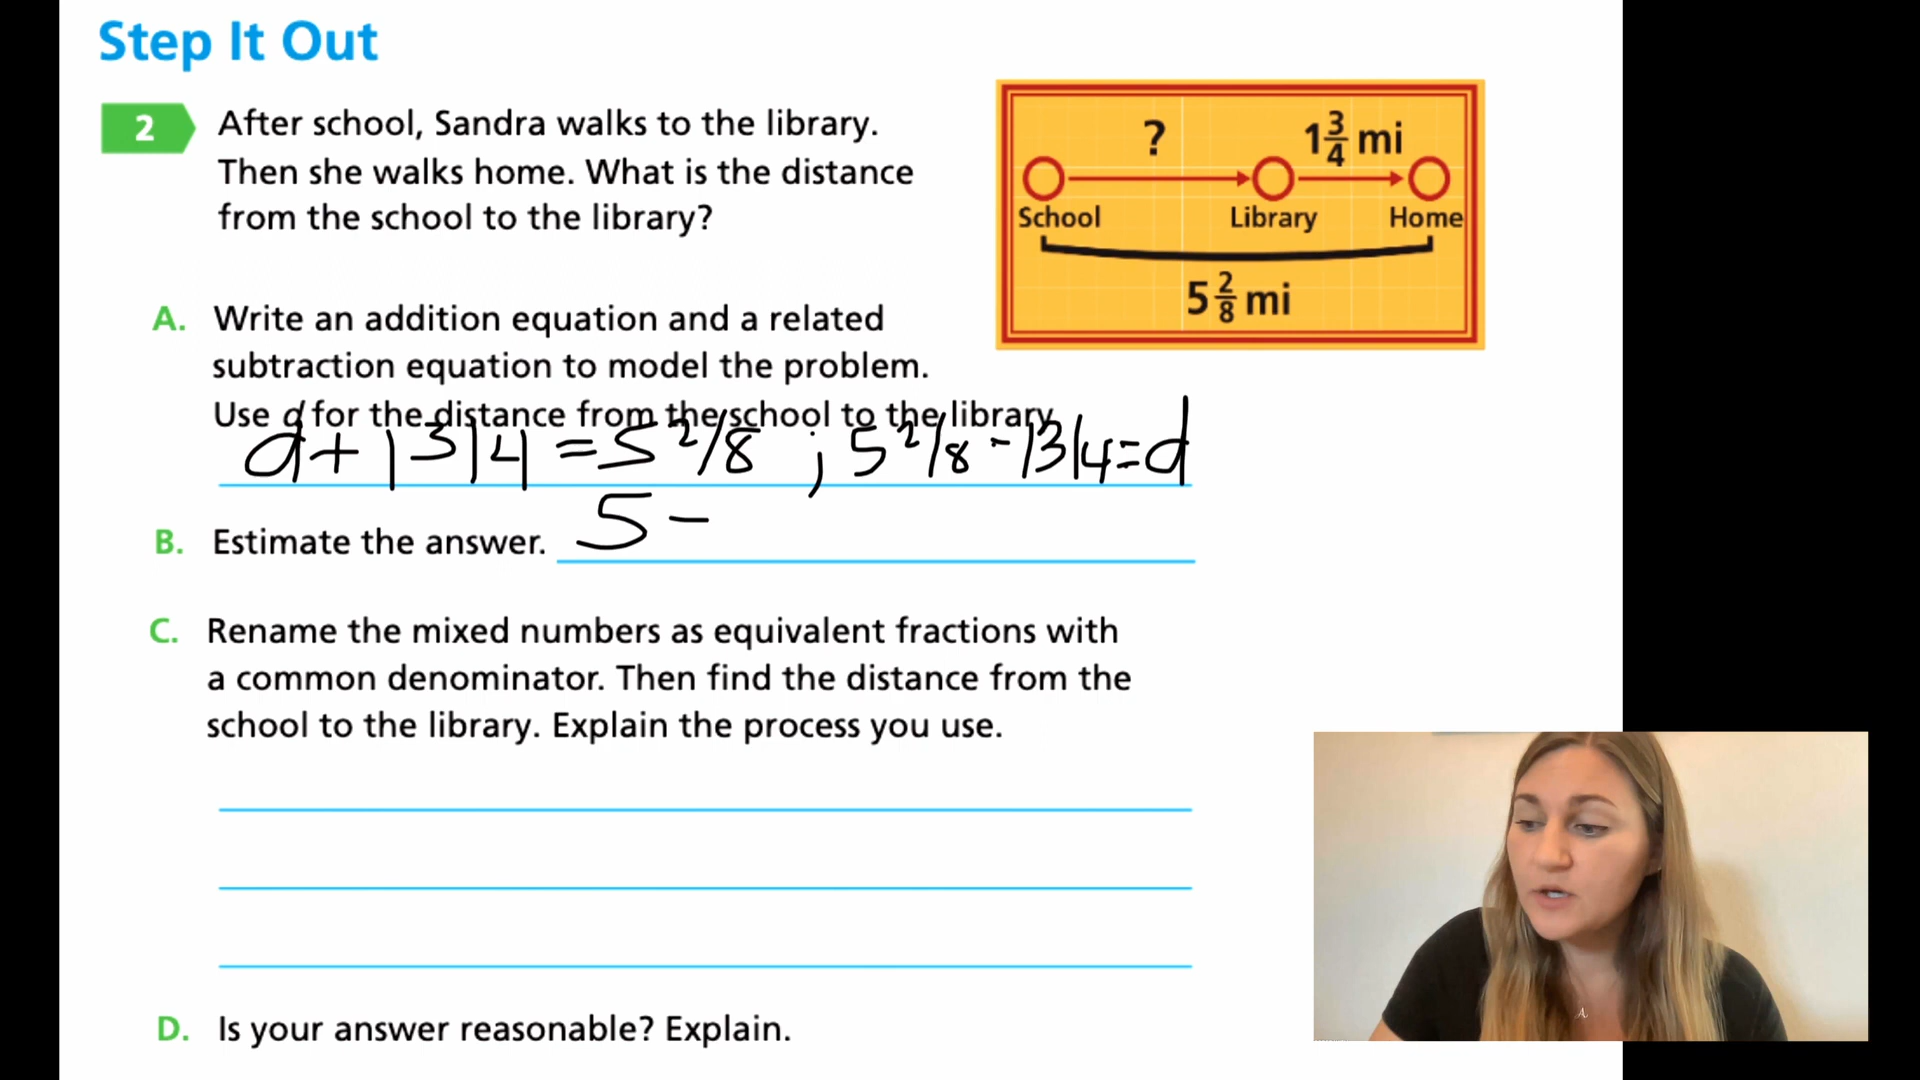 Step It Out
2 After school, Sandra walks to the library.
Then she walks home. What is the distance
from the school to the library?
? 1 3/4 mi
School Library Home
5 2/8 mi
A. Write an addition equation and a related
subtraction equation to model the problem.
Use d for the distance from the school to the library.
d + 1 3/4 = 5 2/8 ; 5 2/8 - 1 3/4 = d
B. Estimate the answer. 5 -
C. Rename the mixed numbers as equivalent fractions with
a common denominator. Then find the distance from the
school to the library. Explain the process you use.
D. Is your answer reasonable? Explain.